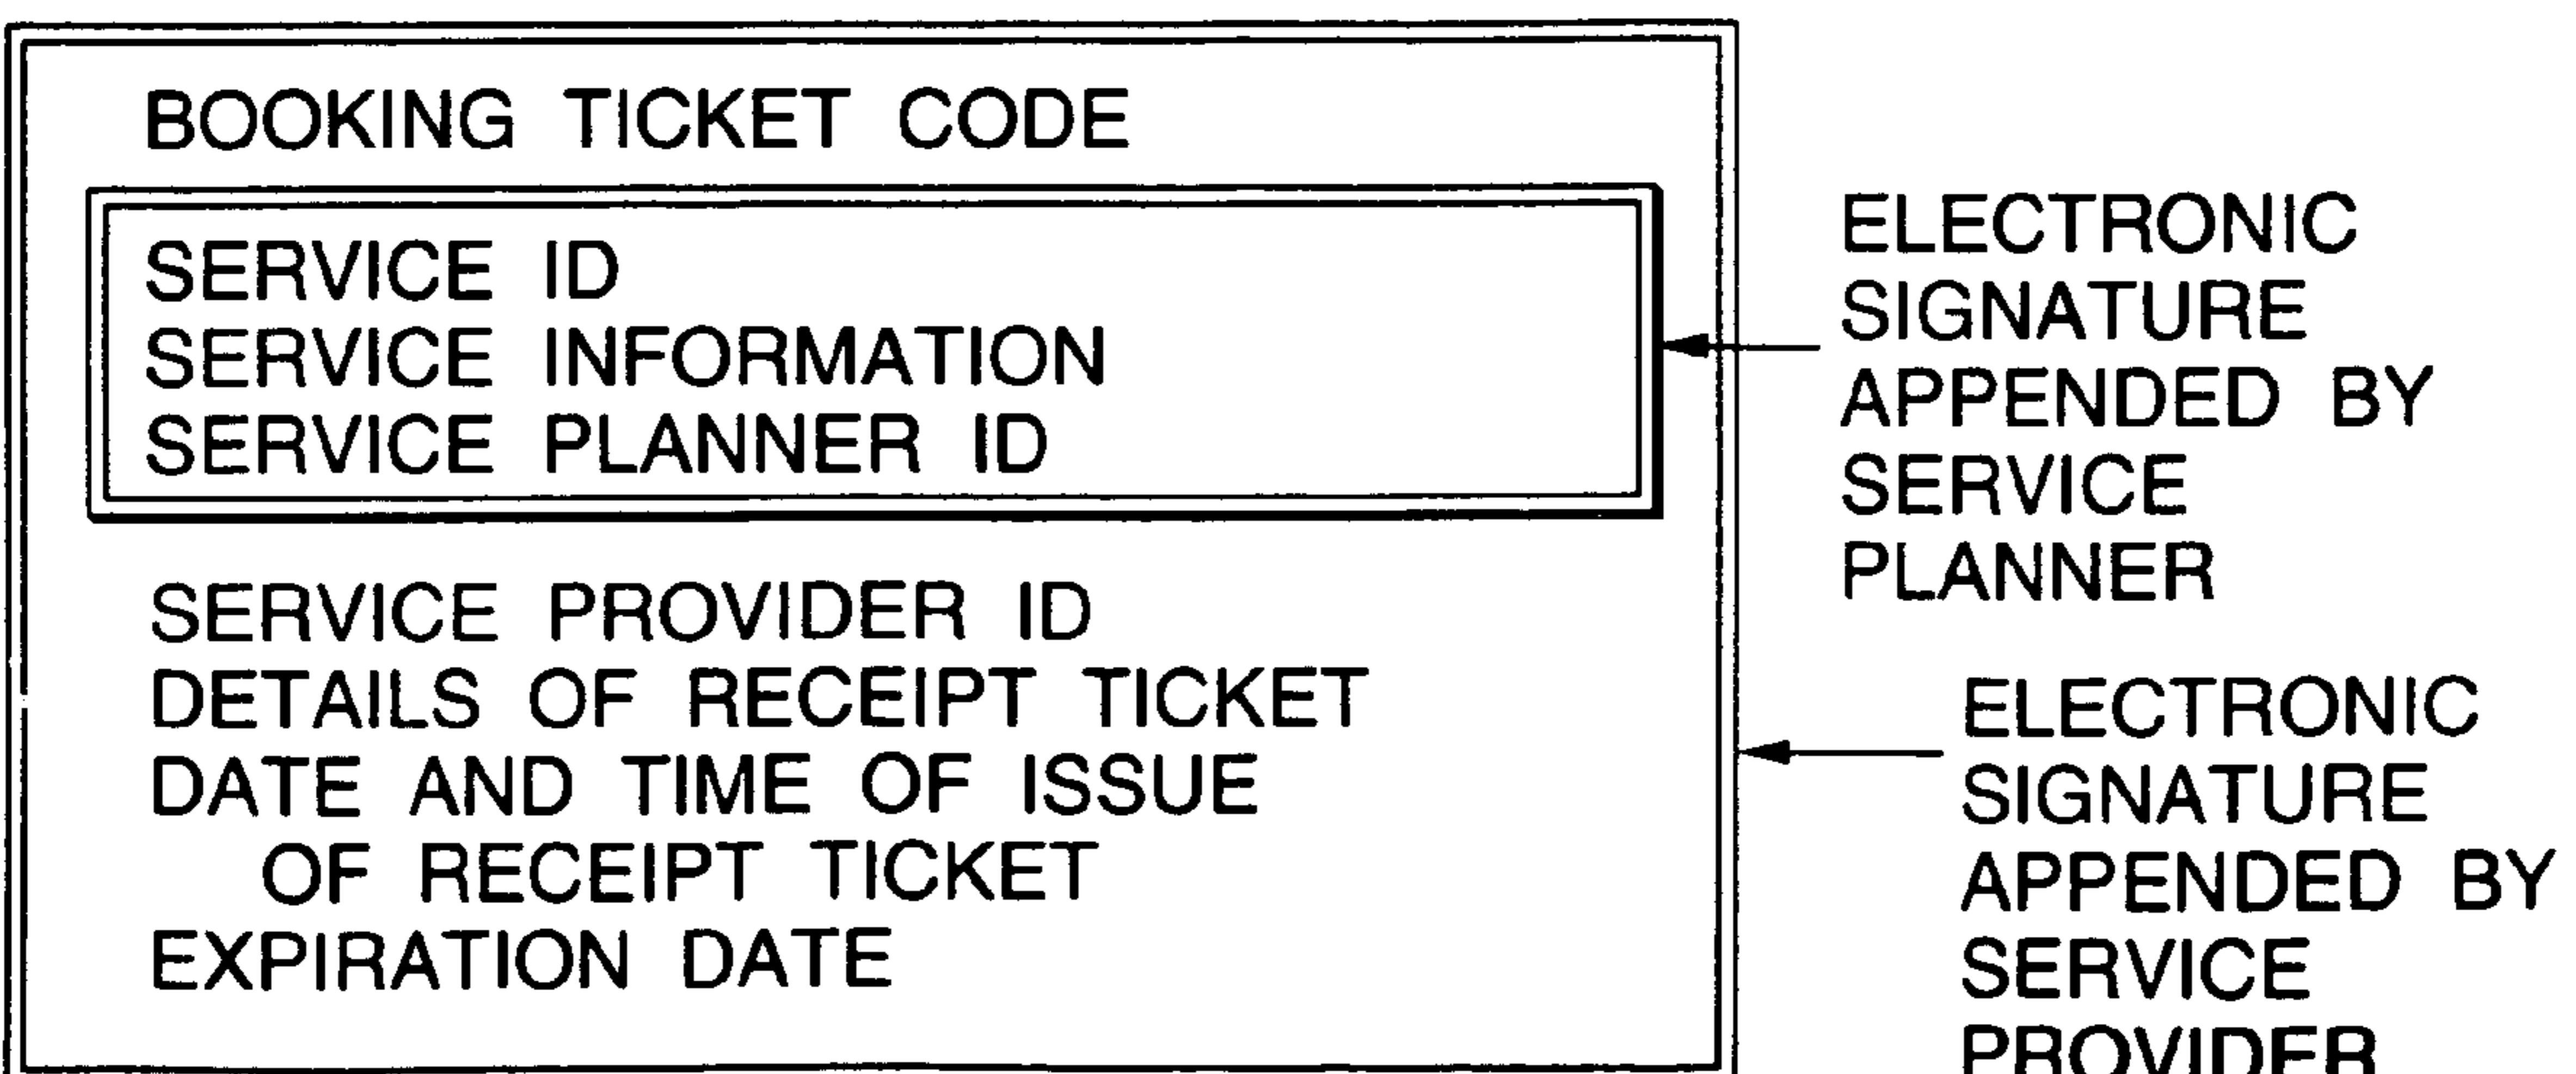 BOOKING TICKET CODE
SERVICE ID
SERVICE INFORMATION
SERVICE PLANNER ID
SERVICE PROVIDER ID
DETAILS OF RECEIPT TICKET
DATE AND TIME OF ISSUE
OF RECEIPT TICKET
EXPIRATION DATE
ELECTRONIC
SIGNATURE
APPENDED BY
SERVICE
PLANNER
ELECTRONIC
SIGNATURE
APPENDED BY
SERVICE
PROVIDER